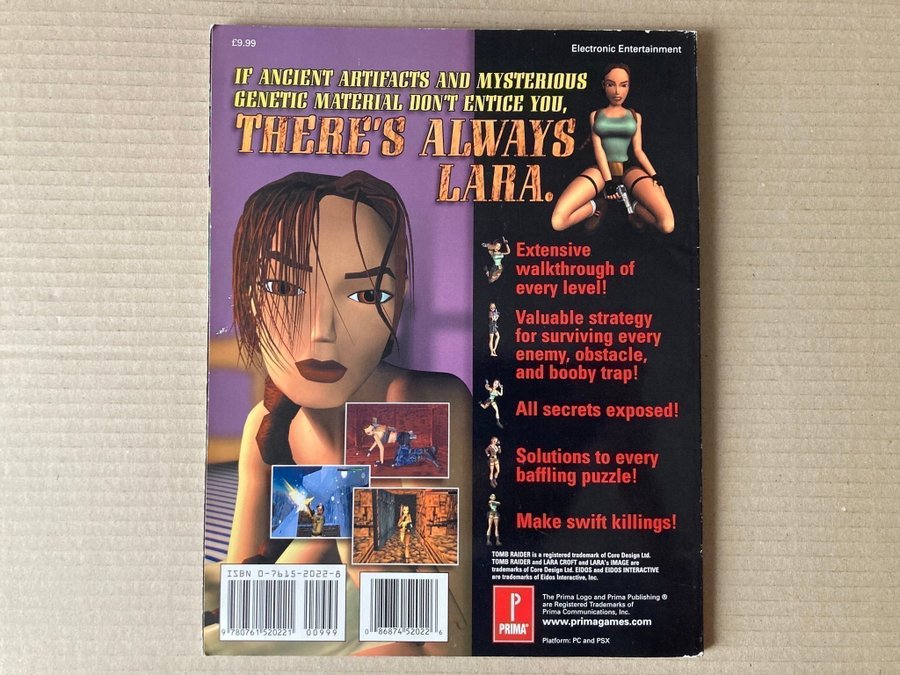 £9.99
Electronic Entertainment
IF ANCIENT ARTIFACTS AND MYSTERIOUS
GENETIC MATERIAL DON'T ENTICE YOU,
THERE'S ALWAYS
LARA.
Extensive
walkthrough of
every level!
Valuable strategy
for surviving every
enemy, obstacle,
and booby trap!
All secrets exposed!
Solutions to every
baffling puzzle!
Make swift killings!
TOMB RAIDER is a registered trademark of Core Design Ltd.
TOMB RAIDER and LARA CROFT and LARA's IMAGE are
trademarks of Core Design Ltd. EIDOS and EIDOS INTERACTIVE
are trademarks of Eidos Interactive, Inc.
ISBN 0-7615-2022-8
9 780761 520221
00999
0 86874 52022 6
P
PRIMA®
The Prima Logo and Prima Publishing ®
are Registered Trademarks of
Prima Communications, Inc.
www.primagames.com
Platform: PC and PSX